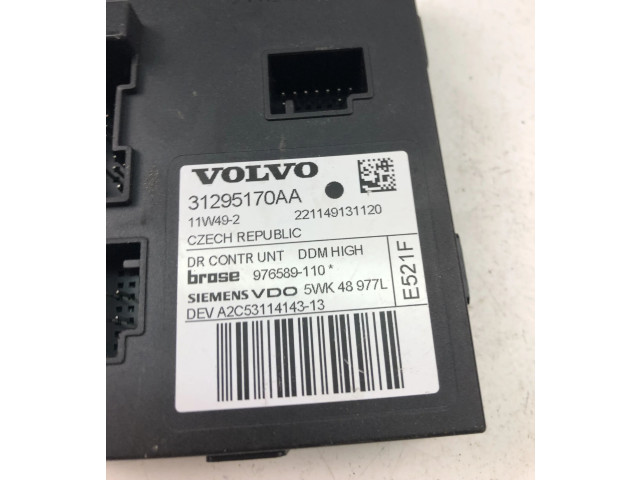 VOLVO
31295170AA
11W49-2 221149131120
CZECH REPUBLIC
DR CONTR UNT DDM HIGH
brose 976589-110 *
SIEMENS VDO 5WK 48 977L
DEV A2C53114143-13
E521F